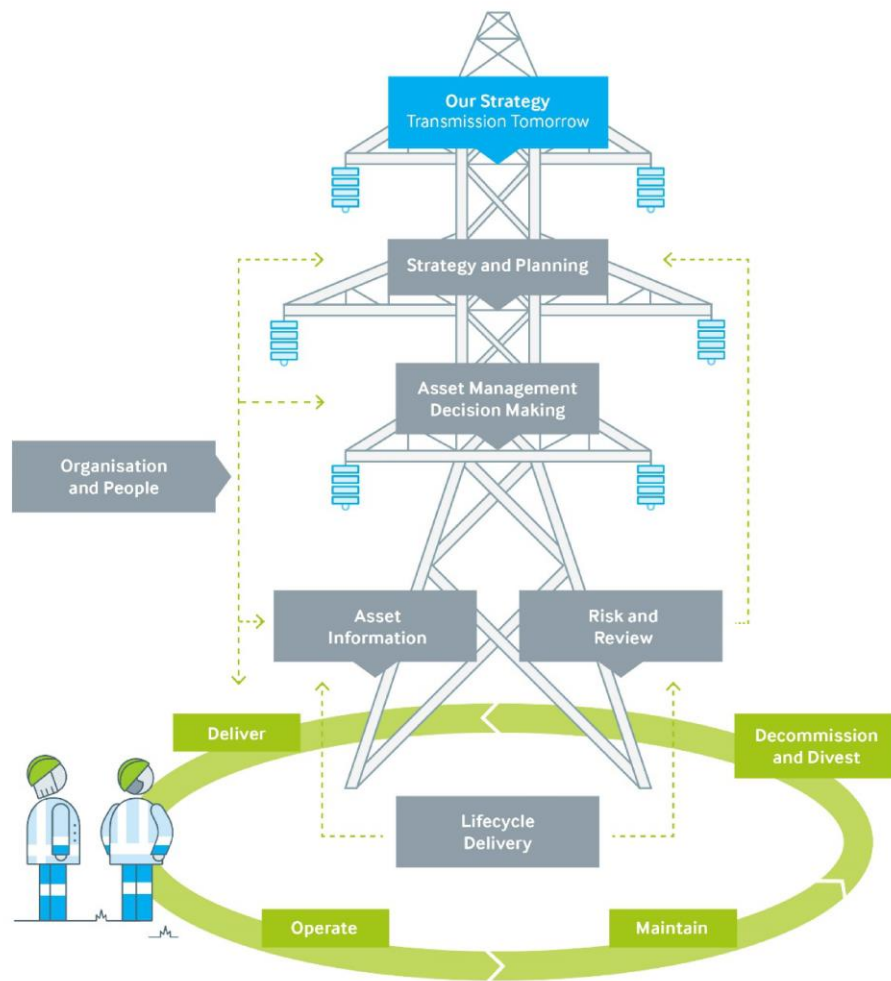 Our Strategy
Transmission Tomorrow
Strategy and Planning
Asset Management
Decision Making
Organisation
and People
Asset
Information
Risk and
Review
Deliver
Decommission
and Divest
Lifecycle
Delivery
Operate
Maintain